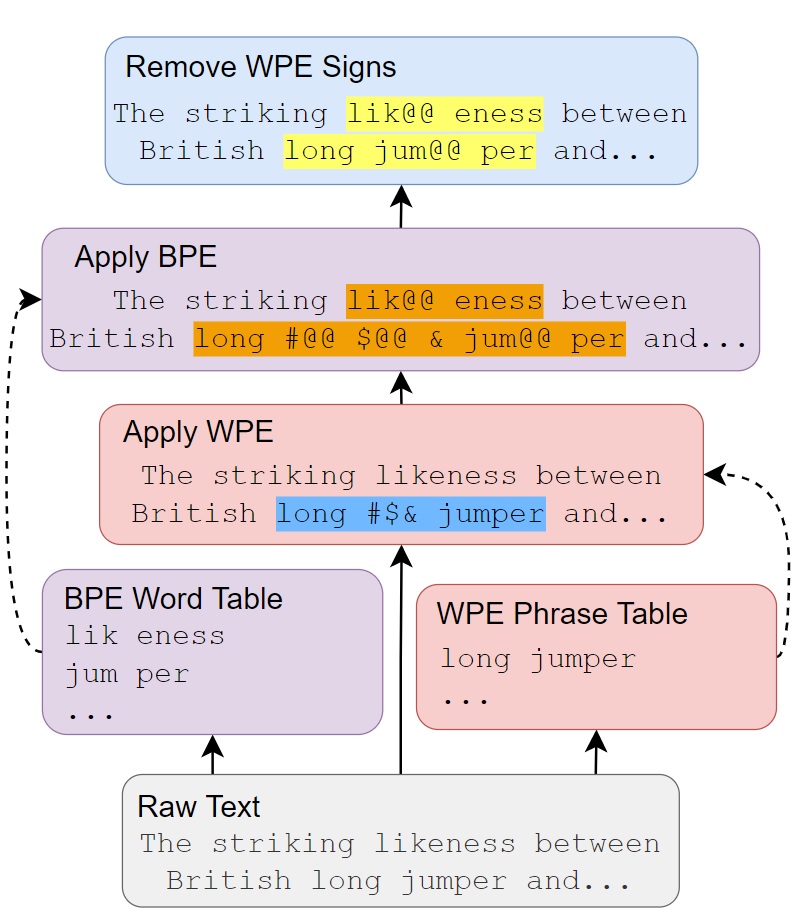 Remove WPE Signs
The striking lik@@ eness between
British long jum@@ per and...
Apply BPE
The striking lik@@ eness between
British long #@@ $@@ & jum@@ per and...
Apply WPE
The striking likeness between
British long #$& jumper and...
BPE Word Table
lik eness
jum per
...
WPE Phrase Table
long jumper
...
Raw Text
The striking likeness between
British long jumper and...